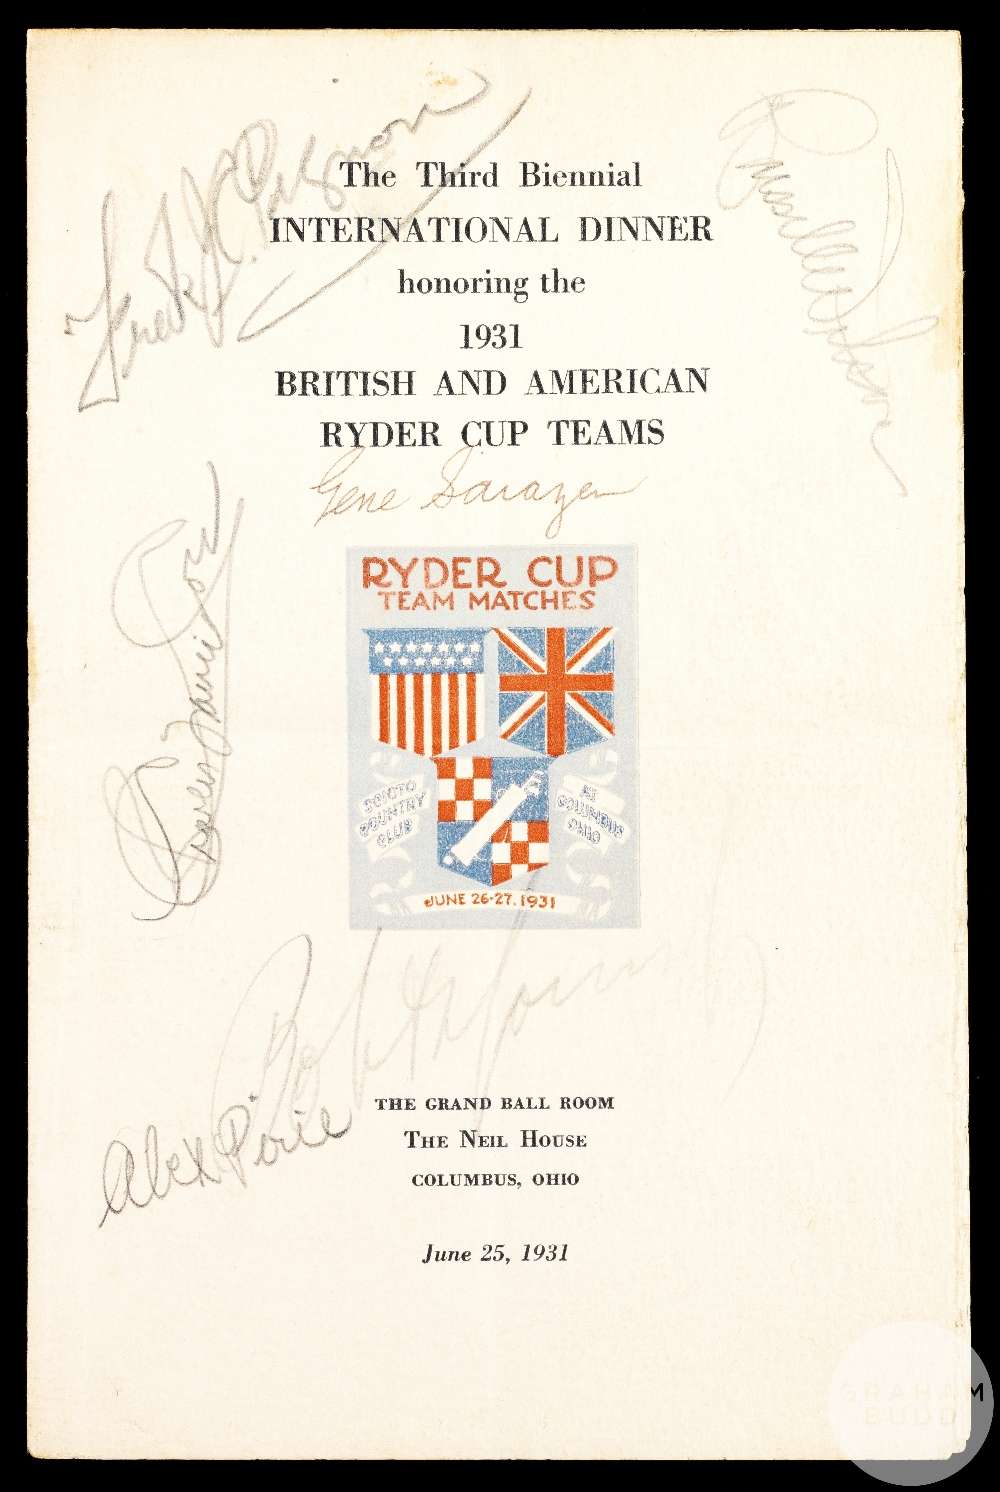 The Third Biennial
INTERNATIONAL DINNER
honoring the
1931
BRITISH AND AMERICAN
RYDER CUP TEAMS
Gene Sarazen
RYDER CUP
TEAM MATCHES
SCIOTO
COUNTRY
CLUB
AT
COLUMBUS
OHIO
JUNE 26-27.1931
Alex Pirie
THE GRAND BALL ROOM
THE NEIL HOUSE
COLUMBUS, OHIO
June 25, 1931
GRAHAM
BUDD